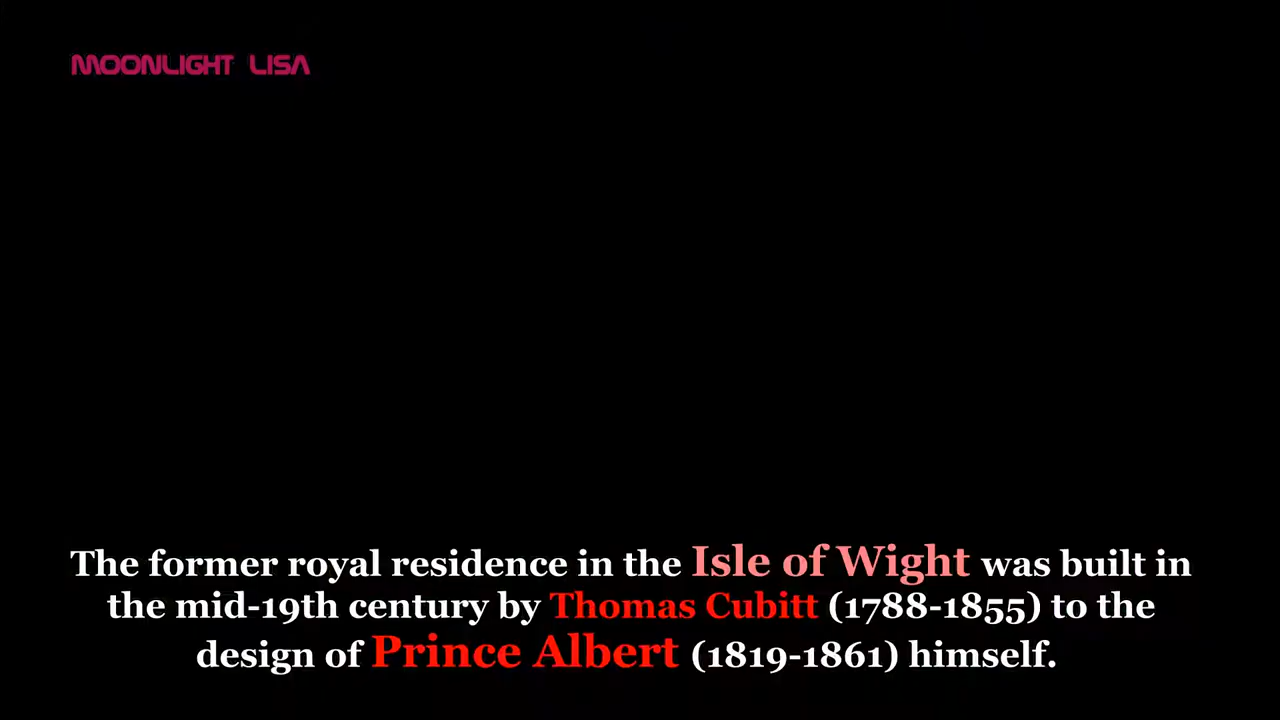 MOONLIGHT LISA
The former royal residence in the Isle of Wight was built in
the mid-19th century by Thomas Cubitt (1788-1855) to the
design of Prince Albert (1819-1861) himself.